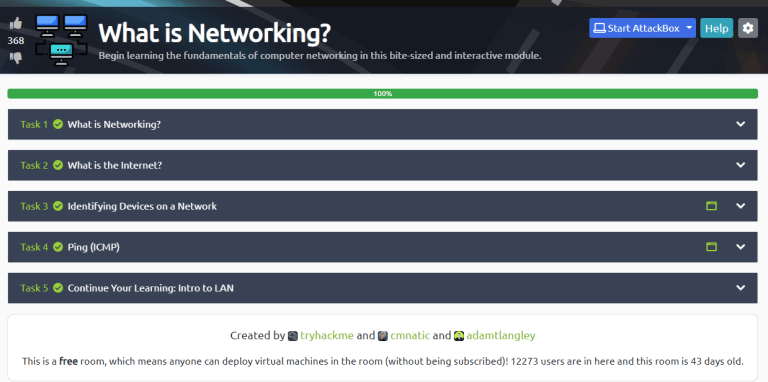 368
What is Networking?
Begin learning the fundamentals of computer networking in this bite-sized and interactive module.
Start AttackBox
Help
100%
Task 1 What is Networking?
Task 2 What is the Internet?
Task 3 Identifying Devices on a Network
Task 4 Ping (ICMP)
Task 5 Continue Your Learning: Intro to LAN
Created by tryhackme and cmnatic and adamtlangley
This is a free room, which means anyone can deploy virtual machines in the room (without being subscribed)! 12273 users are in here and this room is 43 days old.